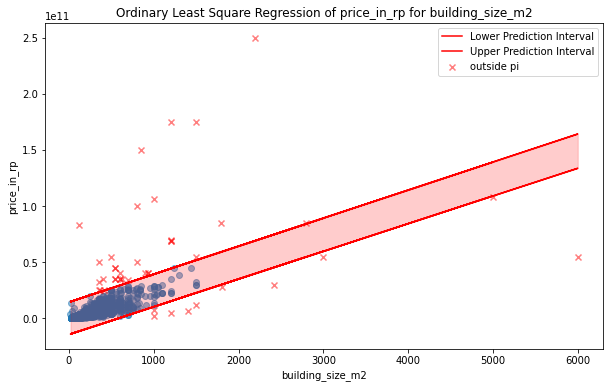 Ordinary Least Square Regression of price_in_rp for building_size_m2
1e11
Lower Prediction Interval
Upper Prediction Interval
outside pi
2.5
2.0
1.5
1.0
0.5
0.0
price_in_rp
0 1000 2000 3000 4000 5000 6000
building_size_m2